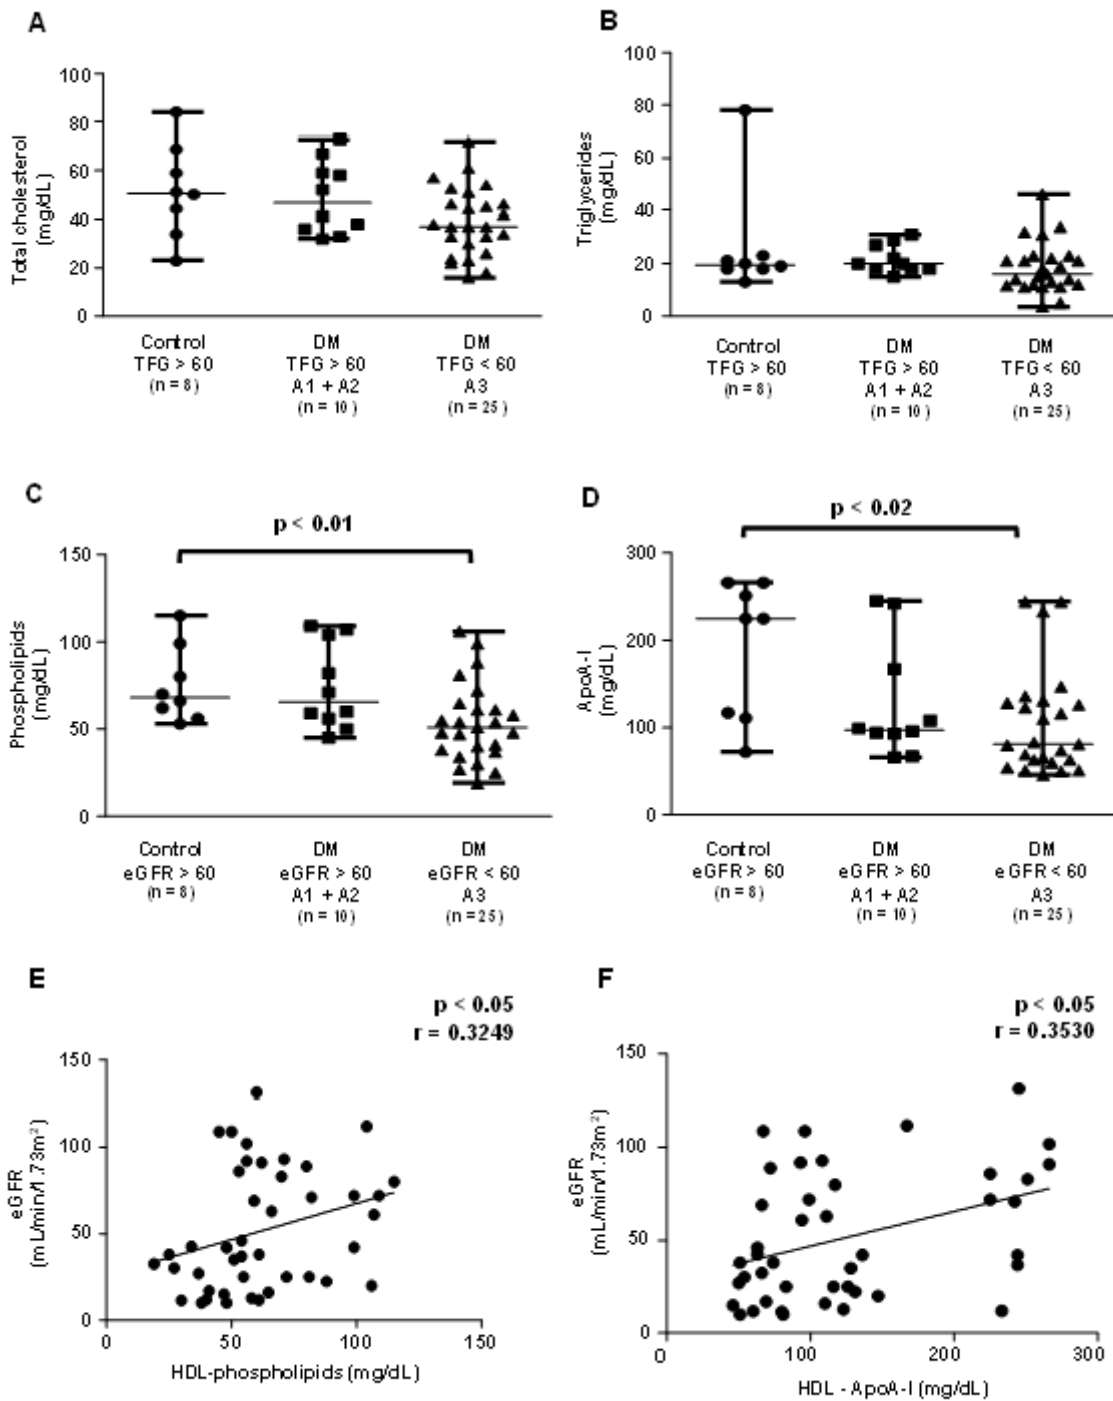 A
Total cholesterol
(mg/dL)
100
80
60
40
20
0
Control
TFG > 60
(n = 8)
DM
TFG > 60
A1 + A2
(n = 10)
DM
TFG < 60
A3
(n = 25)
B
Triglycerides
(mg/dL)
100
80
60
40
20
0
Control
TFG > 60
(n = 8)
DM
TFG > 60
A1 + A2
(n = 10)
DM
TFG < 60
A3
(n = 25)
C
p < 0.01
Phospholipids
(mg/dL)
150
100
50
0
Control
eGFR > 60
(n = 8)
DM
eGFR > 60
A1 + A2
(n = 10)
DM
eGFR < 60
A3
(n = 25)
D
p < 0.02
ApoA-I
(mg/dL)
300
200
100
0
Control
eGFR > 60
(n = 8)
DM
eGFR > 60
A1 + A2
(n = 10)
DM
eGFR < 60
A3
(n = 25)
E
p < 0.05
r = 0.3249
eGFR
(mL/min/1.73m²)
150
100
50
0
0 50 100 150
HDL-phospholipids (mg/dL)
F
p < 0.05
r = 0.3530
eGFR
(mL/min/1.73m²)
150
100
50
0
0 100 200 300
HDL - ApoA-I (mg/dL)